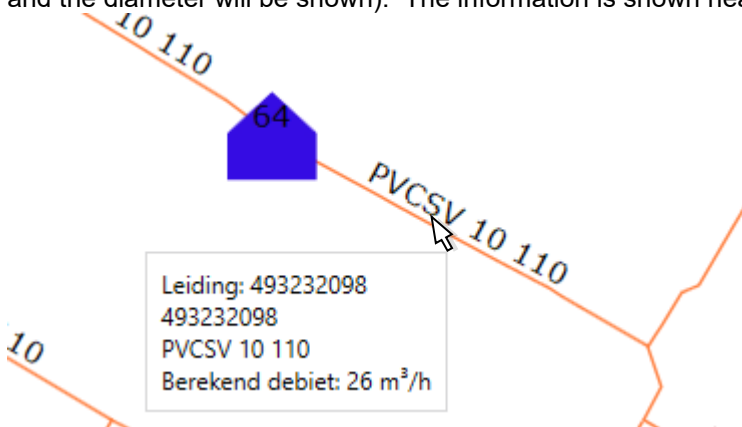 and the diameter will be shown). The information is shown
10 110
64
PVCSV 10 110
Leiding: 493232098
493232098
PVCSV 10 110
Berekend debiet: 26 m³/h
10